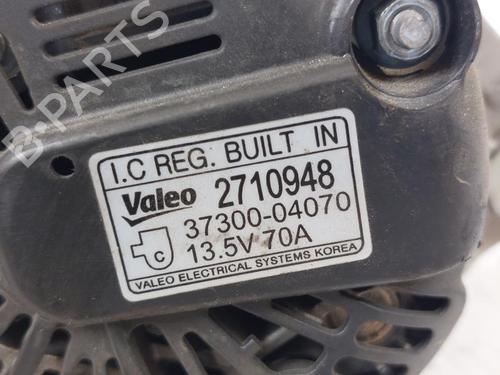 B-PARTS
I.C REG. BUILT IN
Valeo 2710948
37300-04070
C 13.5V 70A
VALEO ELECTRICAL SYSTEMS KOREA